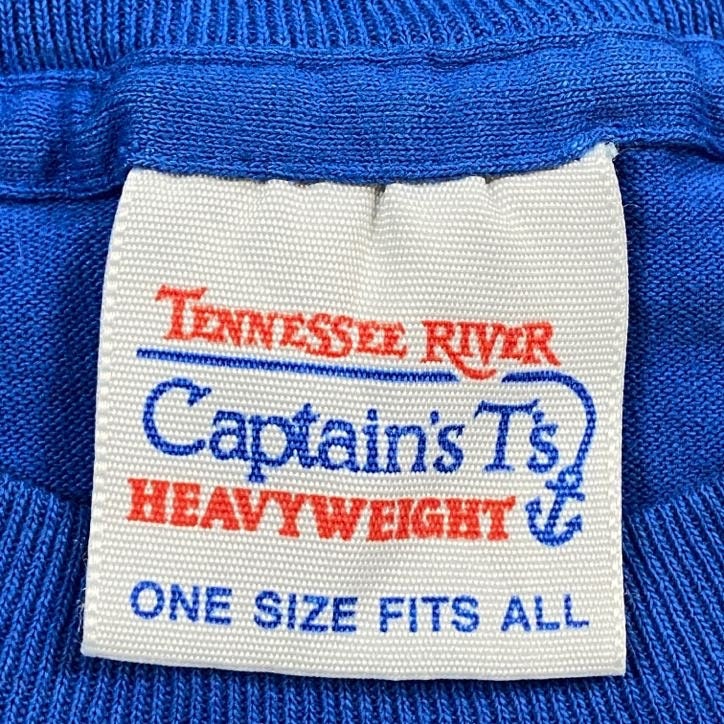 TENNESSEE RIVER
Captain's T's
HEAVYWEIGHT
ONE SIZE FITS ALL